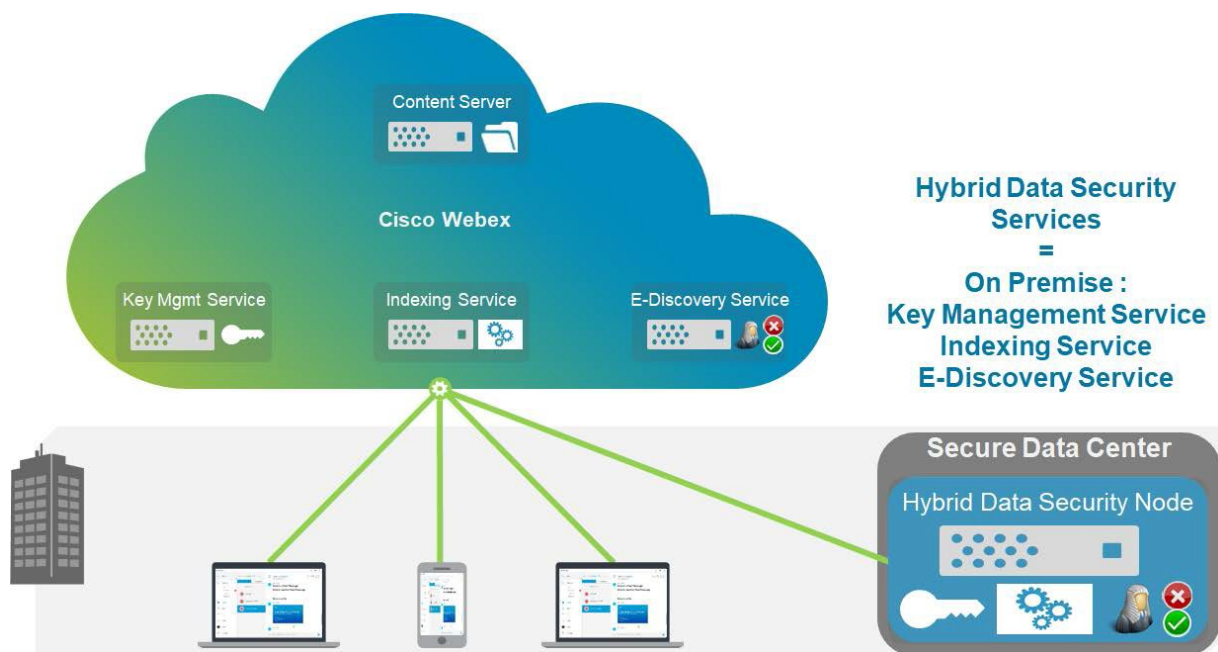 Content Server
Cisco Webex
Key Mgmt Service
Indexing Service
E-Discovery Service
Hybrid Data Security
Services
=
On Premise :
Key Management Service
Indexing Service
E-Discovery Service
Secure Data Center
Hybrid Data Security Node